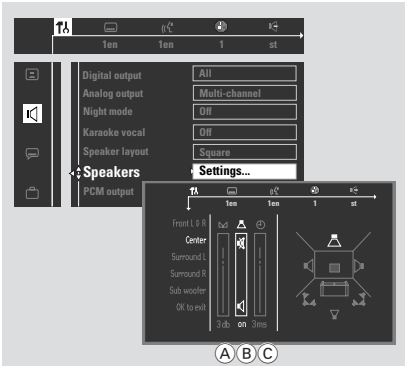 1en 1en 1 st
Digital output All
Analog output Multi-channel
Night mode Off
Karaoke vocal Off
Speaker layout Square
Speakers Settings...
PCM output
1en 1en 1 st
Front L & R
Center
Surround L
Surround R
Sub woofer
OK to exit
3db on 3ms
A B C